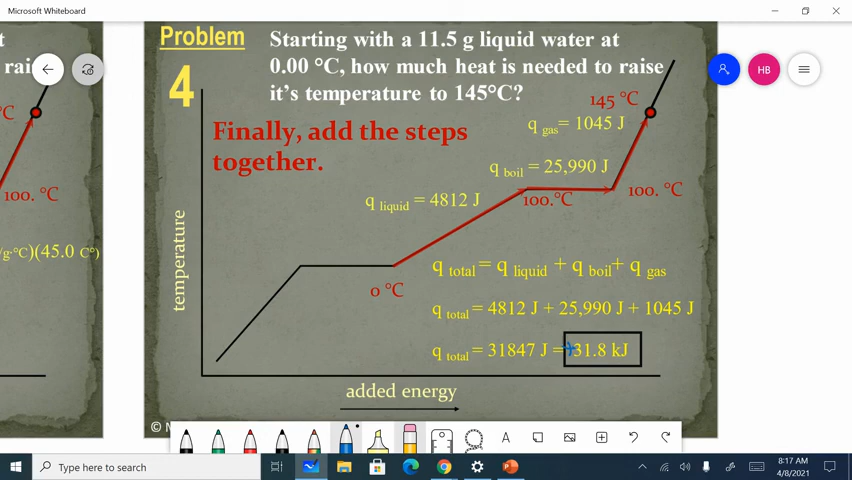 Microsoft Whiteboard
Problem
4
Starting with a 11.5 g liquid water at
0.00 °C, how much heat is needed to raise
it's temperature to 145°C?
Finally, add the steps
together.
145 °C
q gas= 1045 J
q boil = 25,990 J
q liquid = 4812 J
100.°C
100. °C
0 °C
temperature
added energy
q total = q liquid + q boil+ q gas
q total = 4812 J + 25,990 J + 1045 J
q total = 31847 J = +31.8 kJ
t
rai
°C
100. °C
/g·°C)(45.0 C°)
HB
©
A
Type here to search
8:17 AM
4/8/2021